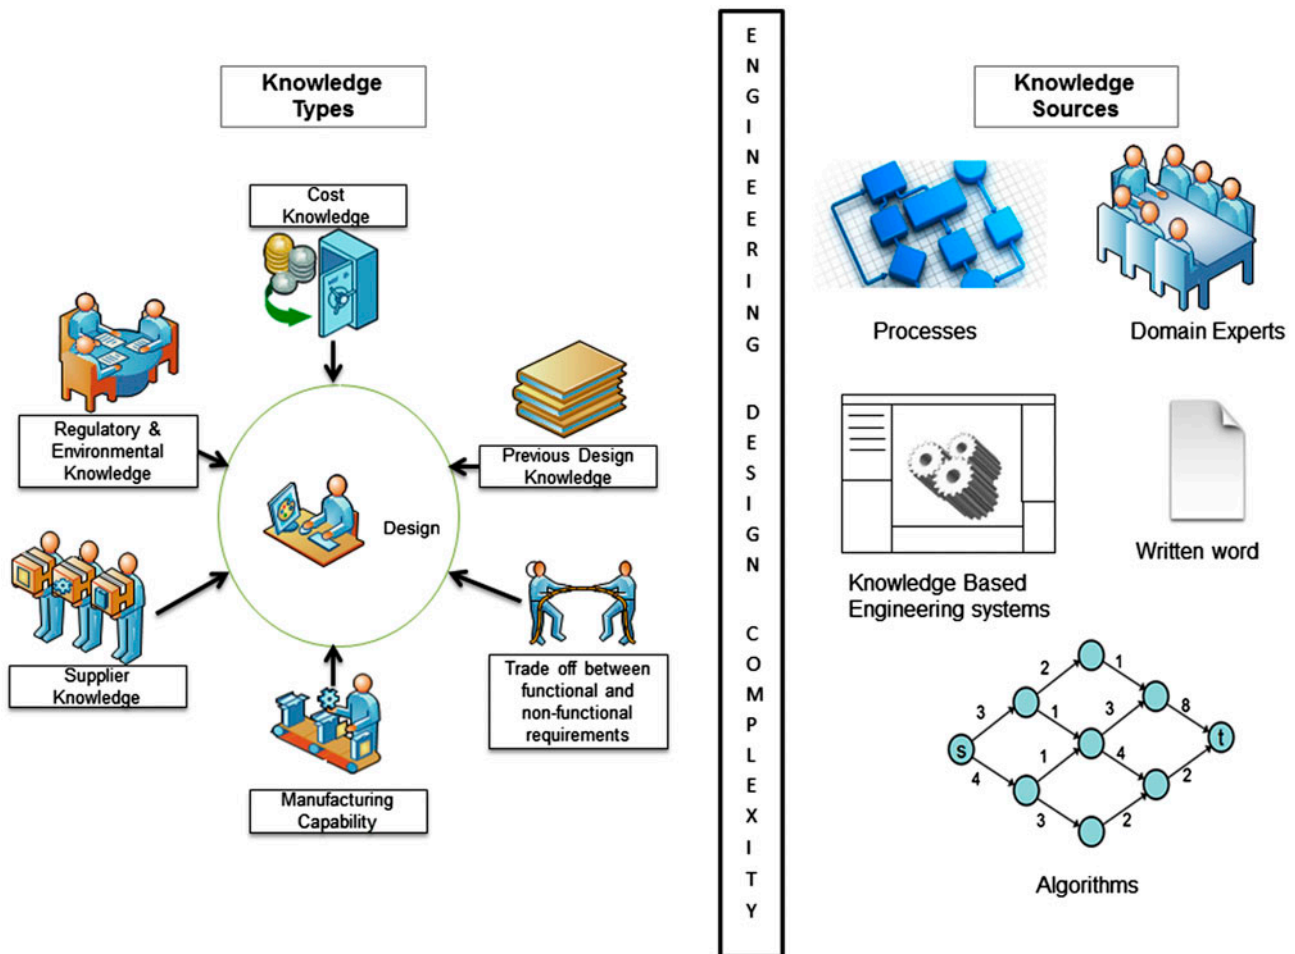 Knowledge
Types
Cost
Knowledge
Regulatory &
Environmental
Knowledge
Previous Design
Knowledge
Design
Supplier
Knowledge
Trade off between
functional and
non-functional
requirements
Manufacturing
Capability
E
N
G
I
N
E
E
R
I
N
G
D
E
S
I
G
N
C
O
M
P
L
E
X
I
T
Y
Knowledge
Sources
Processes
Domain Experts
Knowledge Based
Engineering systems
Written word
2
1
3
1
3
8
s
t
4
1
4
2
3
2
Algorithms